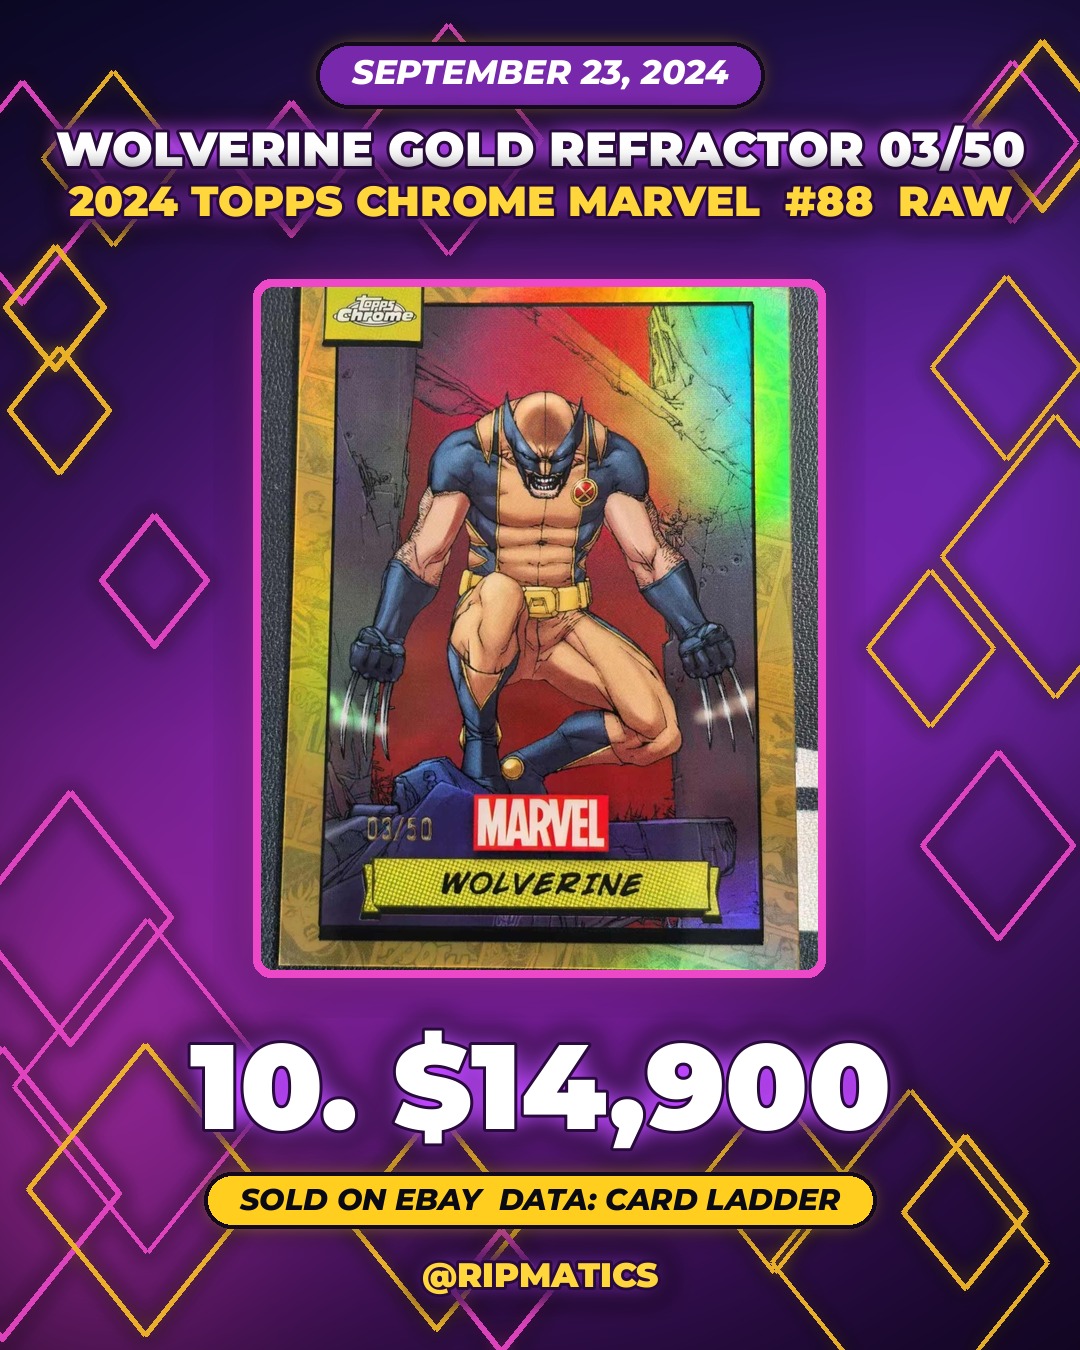 SEPTEMBER 23, 2024
WOLVERINE GOLD REFRACTOR 03/50
2024 TOPPS CHROME MARVEL #88 RAW
Topps
Chrome
03/50
MARVEL
WOLVERINE
10. $14,900
SOLD ON EBAY DATA: CARD LADDER
@RIPMATICS